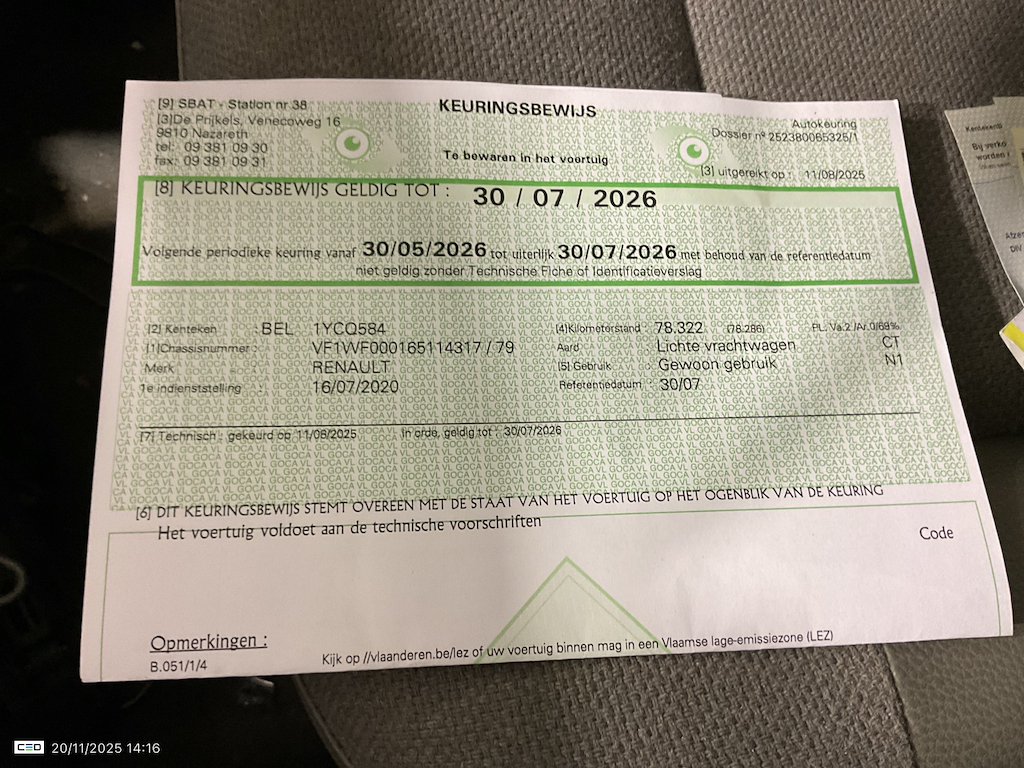 [9] SBAT - Station nr 38
[3]De Prijkels, Venecoweg 16
9810 Nazareth
tel: 09 381 09 30
fax: 09 381 09 31
KEURINGSBEWIJS
Te bewaren in het voertuig
Autokeuring
Dossier nº 252380065325/1
[3] uitgereikt op : 11/08/2025
[8] KEURINGSBEWIJS GELDIG TOT : 30 / 07 / 2026
Volgende periodieke keuring vanaf 30/05/2026 tot uiterlijk 30/07/2026 met behoud van de referentiedatum
niet geldig zonder Technische Fiche of Identificatieverslag
[2] Kenteken : BEL 1YCQ584
[1]Chassisnummer : VF1WF000165114317 / 79
Merk : RENAULT
1e indienststelling : 16/07/2020
[4]Kilometerstand : 78.322 (78.286) PL: Va.2 /Ar.0/69%
Aard : Lichte vrachtwagen CT
[5] Gebruik : Gewoon gebruik N1
Referentiedatum : 30/07
[7] Technisch : gekeurd op 11/08/2025 In orde, geldig tot : 30/07/2026
[6] DIT KEURINGSBEWIJS STEMT OVEREEN MET DE STAAT VAN HET VOERTUIG OP HET OGENBLIK VAN DE KEURING
Het voertuig voldoet aan de technische voorschriften
Code
Opmerkingen :
B.051/1/4
Kijk op //vlaanderen.be/lez of uw voertuig binnen mag in een Vlaamse lage-emissiezone (LEZ)
Bij verko
worden
DIV
CEO 20/11/2025 14:16